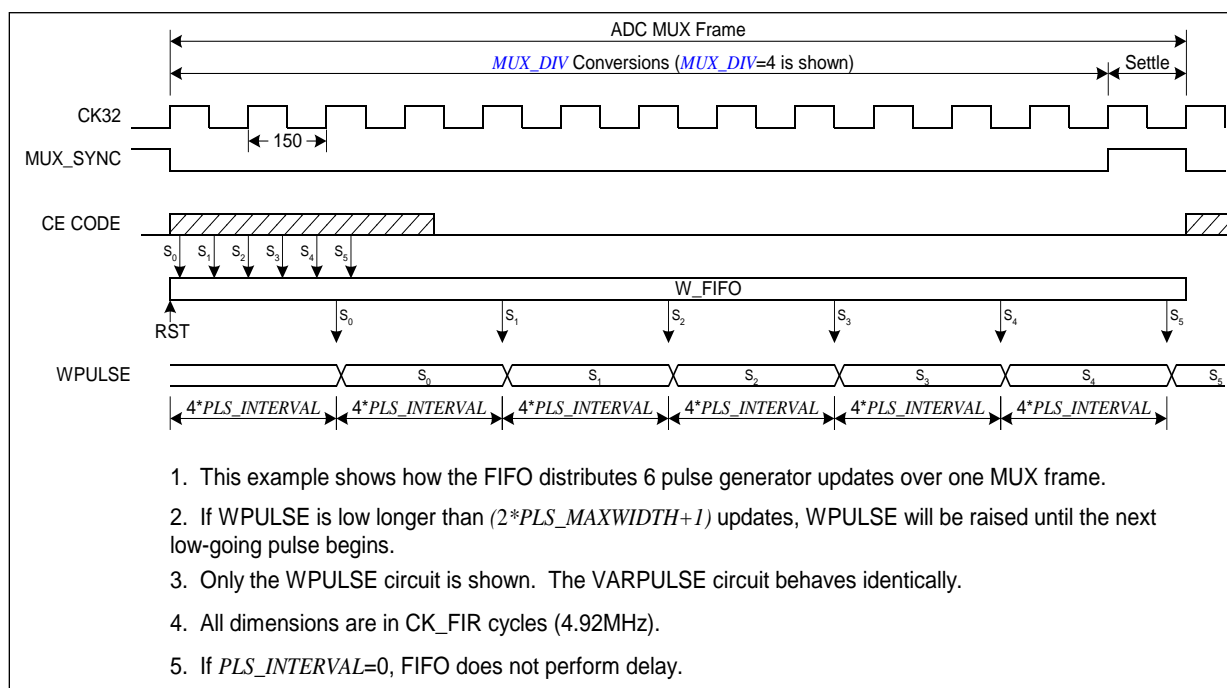 ADC MUX Frame
MUX_DIV Conversions (MUX_DIV=4 is shown)
Settle
CK32
150
MUX_SYNC
CE CODE
S0 S1 S2 S3 S4 S5
W_FIFO
RST
S0 S1 S2 S3 S4 S5
WPULSE
S0 S1 S2 S3 S4 S5
4*PLS_INTERVAL 4*PLS_INTERVAL 4*PLS_INTERVAL 4*PLS_INTERVAL 4*PLS_INTERVAL 4*PLS_INTERVAL
1. This example shows how the FIFO distributes 6 pulse generator updates over one MUX frame.
2. If WPULSE is low longer than (2*PLS_MAXWIDTH+1) updates, WPULSE will be raised until the next
low-going pulse begins.
3. Only the WPULSE circuit is shown. The VARPULSE circuit behaves identically.
4. All dimensions are in CK_FIR cycles (4.92MHz).
5. If PLS_INTERVAL=0, FIFO does not perform delay.